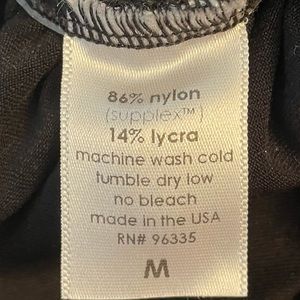 86% nylon
(supplex™)
14% lycra
machine wash cold
tumble dry low
no bleach
made in the USA
RN# 96335
M